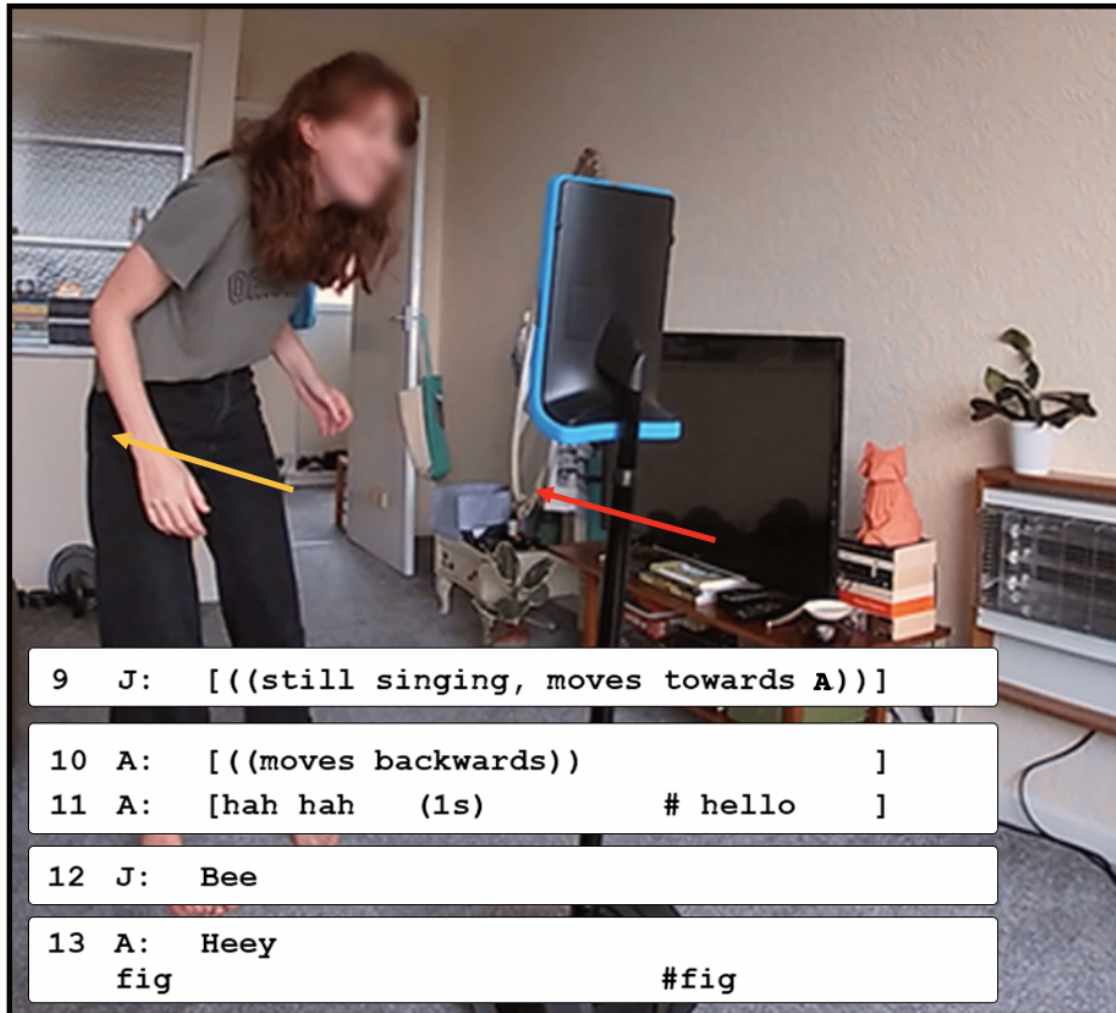 9 J: [((still singing, moves towards A))]
10 A: [((moves backwards)) ]
11 A: [hah hah (1s) # hello ]
12 J: Bee
13 A: Heey
fig #fig